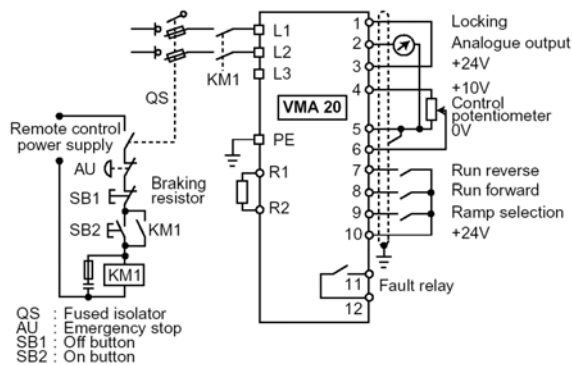 L1
L2
L3
KM1
QS
VMA 20
PE
R1
R2
1
2
3
4
5
6
7
8
9
10
11
12
Locking
Analogue output
+24V
+10V
Control
potentiometer
0V
Run reverse
Run forward
Ramp selection
+24V
Fault relay
Remote control
power supply
AU
SB1
Braking
resistor
SB2
KM1
KM1
QS : Fused isolator
AU : Emergency stop
SB1 : Off button
SB2 : On button